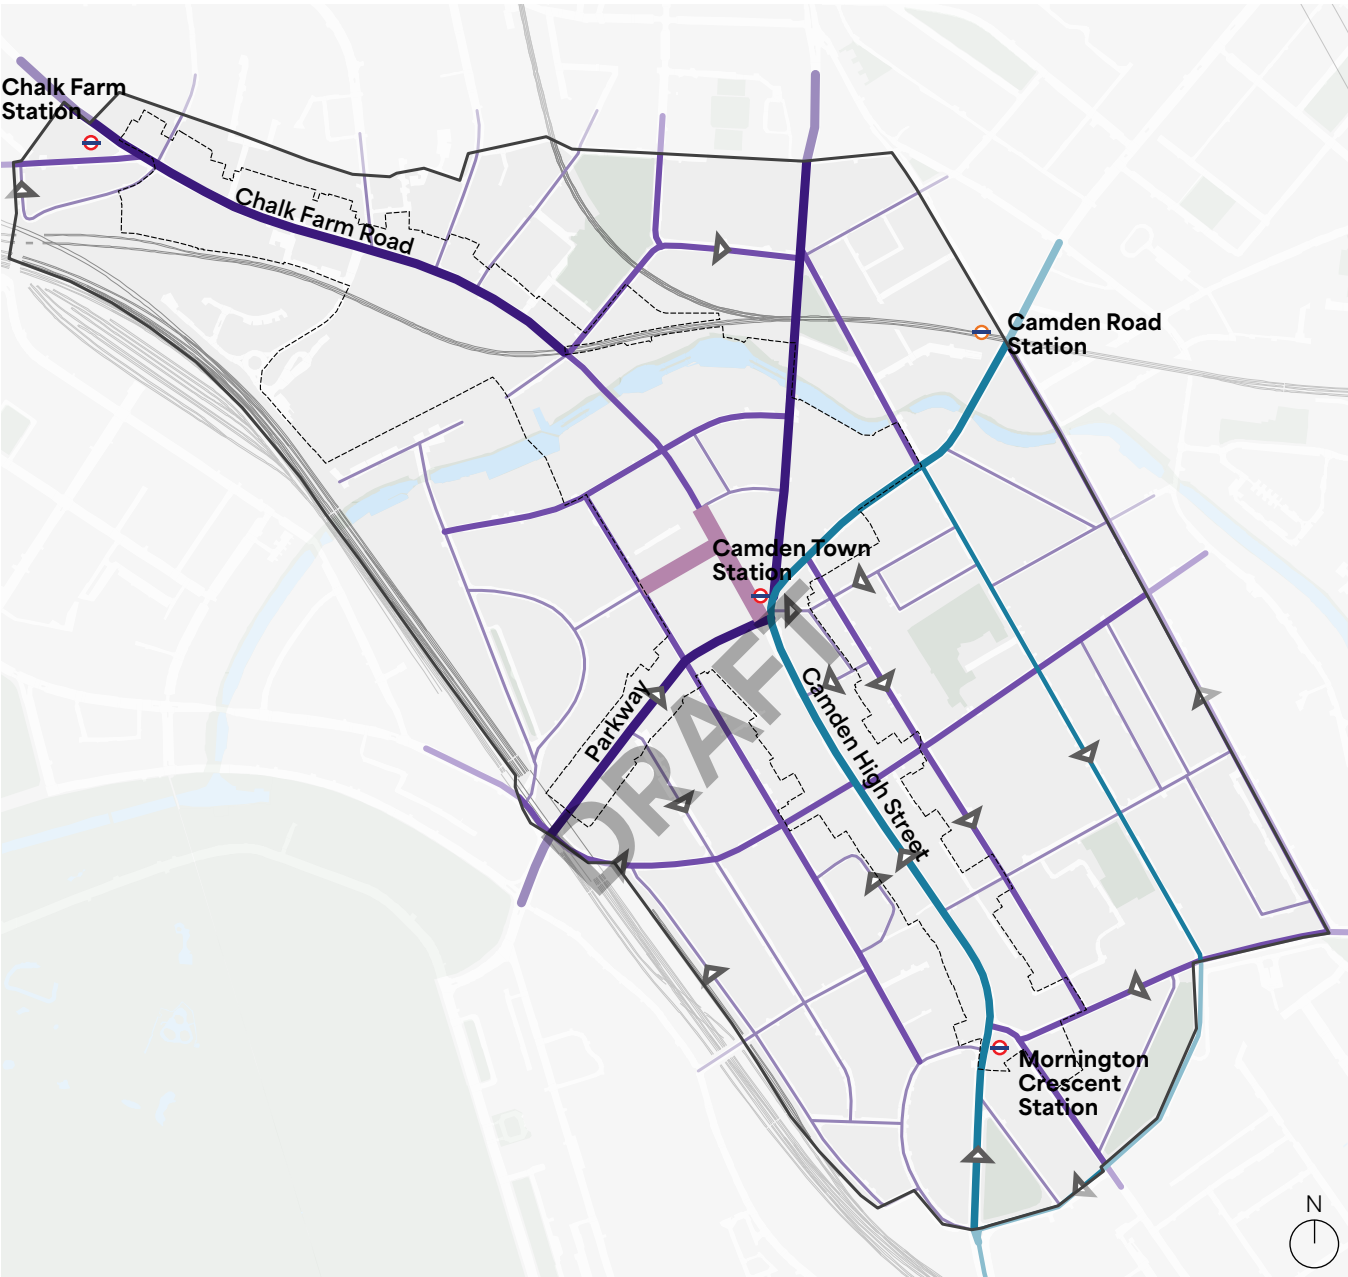 Chalk Farm
Station
Chalk Farm Road
Camden Road
Station
Camden Town
Station
DRAFT
Parkway
Camden High Street
Mornington
Crescent
Station
N